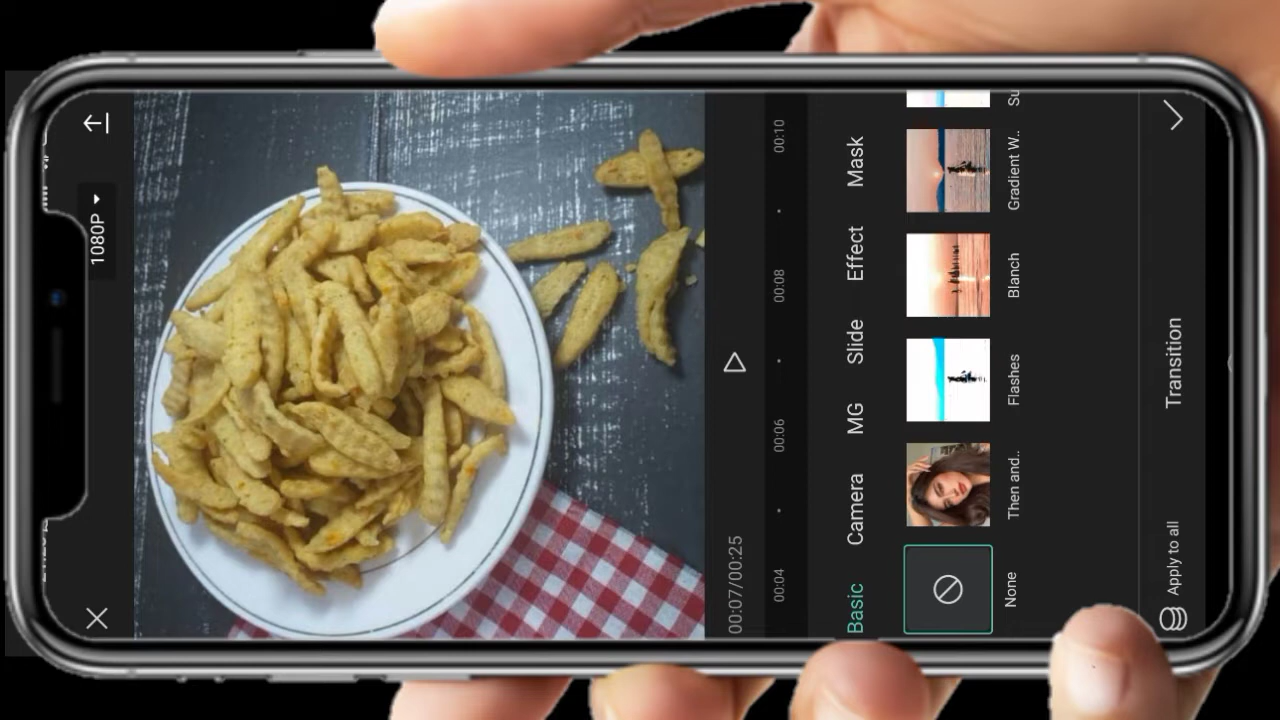 1080P
00:07/00:25
00:04 00:06 00:08 00:10
Basic Camera MG Slide Effect Mask
None Then and.. Flashes Blanch Gradient W.. Su
Apply to all Transition